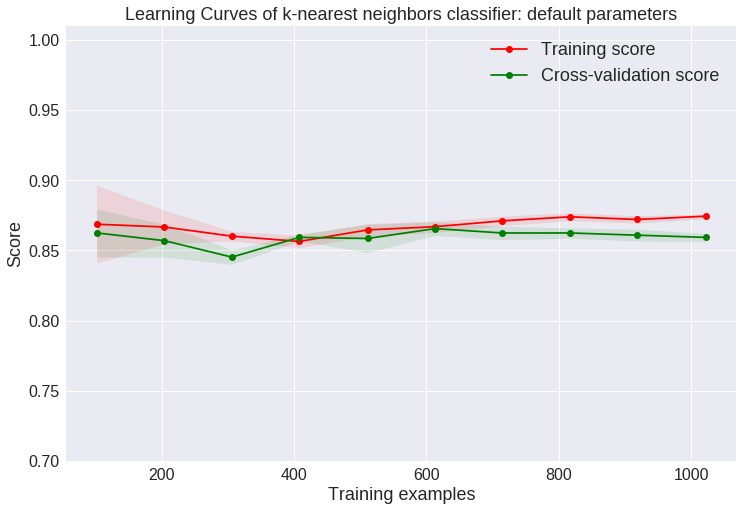 Learning Curves of k-nearest neighbors classifier: default parameters
Training score
Cross-validation score
Score
1.00
0.95
0.90
0.85
0.80
0.75
0.70
200 400 600 800 1000
Training examples